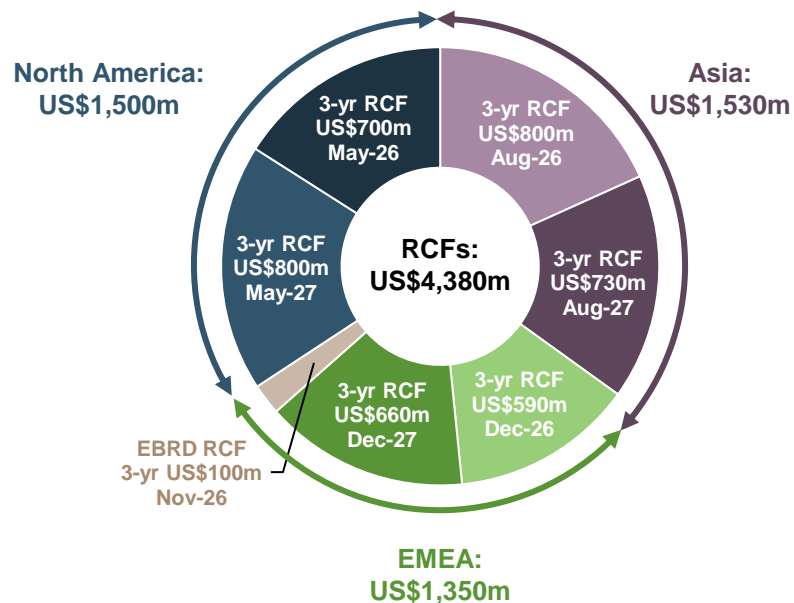 North America:
US$1,500m
Asia:
US$1,530m
3-yr RCF
US$700m
May-26
3-yr RCF
US$800m
Aug-26
3-yr RCF
US$800m
May-27
RCFs:
US$4,380m
3-yr RCF
US$730m
Aug-27
3-yr RCF
US$660m
Dec-27
3-yr RCF
US$590m
Dec-26
EBRD RCF
3-yr US$100m
Nov-26
EMEA:
US$1,350m